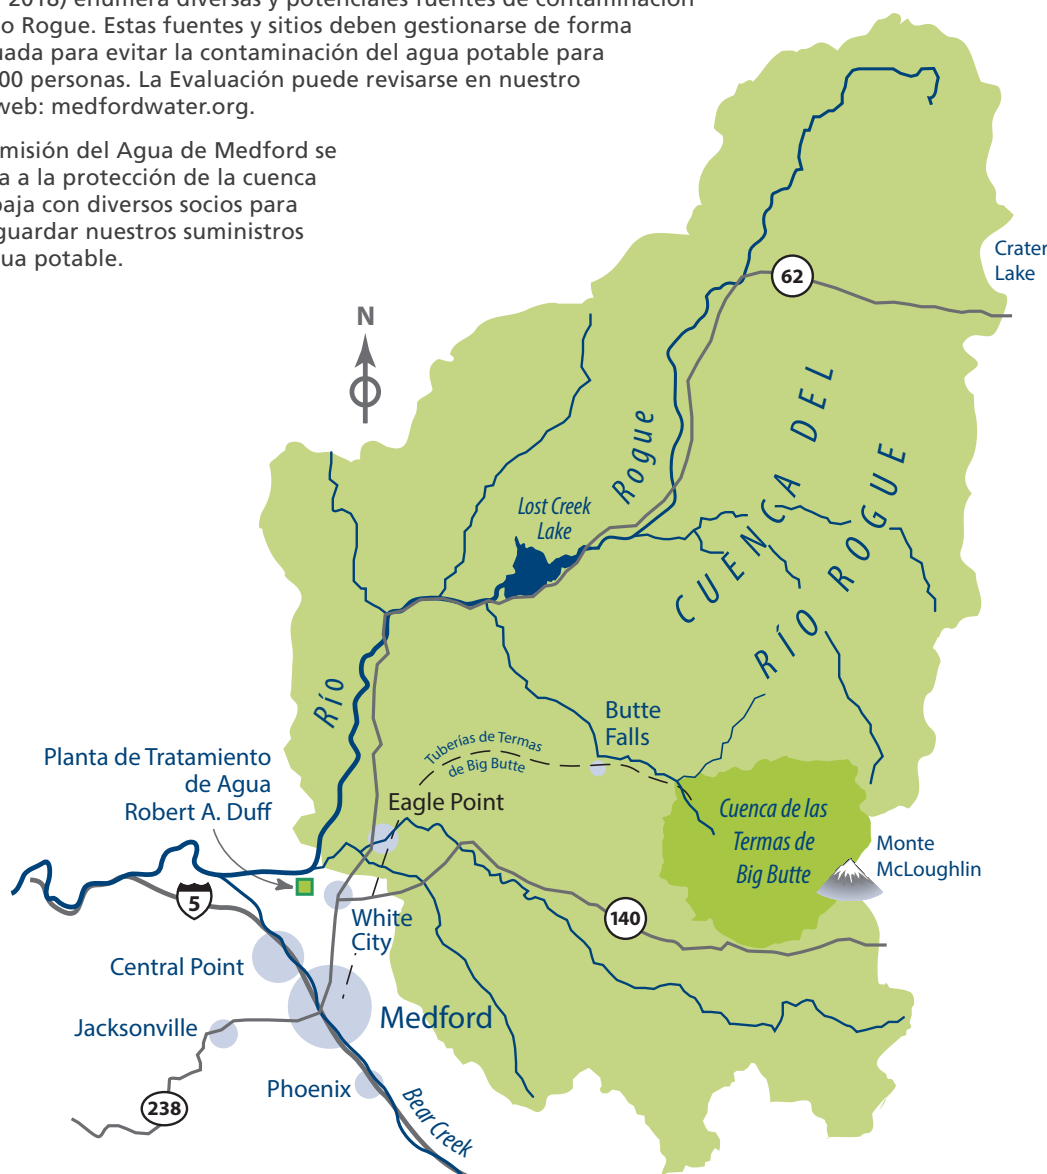 2018) enumera diversas y potenciales fuentes de contaminación
o Rogue. Estas fuentes y sitios deben gestionarse de forma
uada para evitar la contaminación del agua potable para
00 personas. La Evaluación puede revisarse en nuestro
web: medfordwater.org.
misión del Agua de Medford se
a a la protección de la cuenca
baja con diversos socios para
guardar nuestros suministros
ua potable.
Crater
Lake
62
N
Rogue
CUENCA DEL
RÍO ROGUE
Lost Creek
Lake
Río
Butte
Falls
Tuberías de Termas
de Big Butte
Planta de Tratamiento
de Agua
Robert A. Duff
Eagle Point
Cuenca de las
Termas de
Big Butte
Monte
McLoughlin
5
White
City
140
Central Point
Medford
Jacksonville
Phoenix
238
Bear Creek